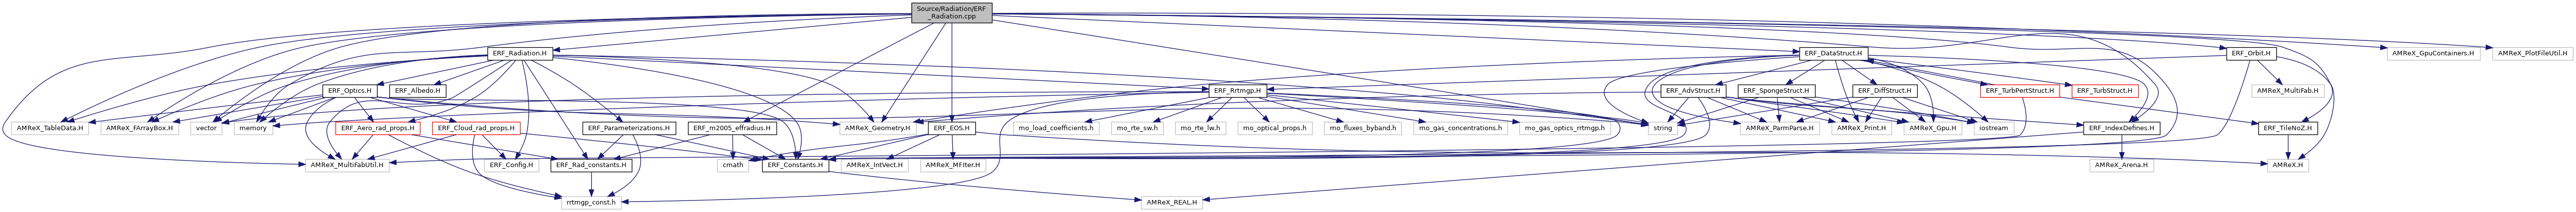 Source/Radiation/ERF
_Radiation.cpp
ERF_Radiation.H
ERF_DataStruct.H
ERF_Orbit.H
AMReX_GpuContainers.H
AMReX_PlotFileUtil.H
ERF_Optics.H
ERF_Albedo.H
ERF_Rrtmgp.H
ERF_AdvStruct.H
ERF_SpongeStruct.H
ERF_DiffStruct.H
ERF_TurbPertStruct.H
ERF_TurbStruct.H
AMReX_MultiFab.H
AMReX_TableData.H
AMReX_FArrayBox.H
vector
memory
ERF_Aero_rad_props.H
ERF_Cloud_rad_props.H
ERF_Parameterizations.H
ERF_m2005_effradius.H
AMReX_Geometry.H
ERF_EOS.H
mo_load_coefficients.h
mo_rte_sw.h
mo_rte_lw.h
mo_optical_props.h
mo_fluxes_byband.h
mo_gas_concentrations.h
mo_gas_optics_rrtmgp.h
string
AMReX_ParmParse.H
AMReX_Print.H
AMReX_Gpu.H
iostream
ERF_IndexDefines.H
ERF_TileNoZ.H
AMReX_MultiFabUtil.H
ERF_Config.H
ERF_Rad_constants.H
cmath
ERF_Constants.H
AMReX_IntVect.H
AMReX_MFIter.H
AMReX_Arena.H
AMReX.H
rrtmgp_const.h
AMReX_REAL.H